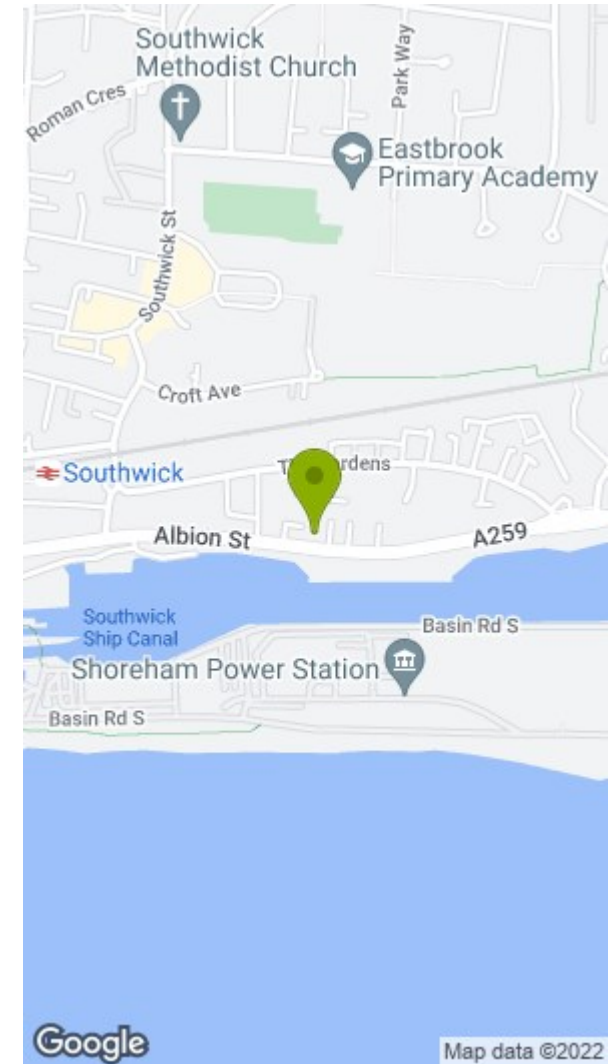 Southwick
Methodist Church
Park Way
Roman Cres
Eastbrook
Primary Academy
Southwick St
Croft Ave
Southwick
Albion St
A259
Southwick
Ship Canal
Basin Rd S
Shoreham Power Station
Basin Rd S
Google
Map data ©2022